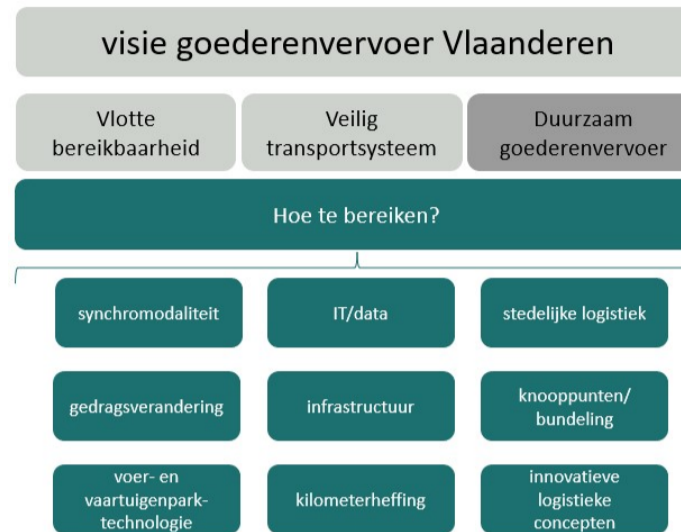 visie goederenvervoer Vlaanderen
Vlotte
bereikbaarheid
Veilig
transportsysteem
Duurzaam
goederenvervoer
Hoe te bereiken?
synchromodaliteit
IT/data
stedelijke logistiek
gedragsverandering
infrastructuur
knooppunten/
bundeling
voer- en
vaartuigenpark-
technologie
kilometerheffing
innovatieve
logistieke
concepten